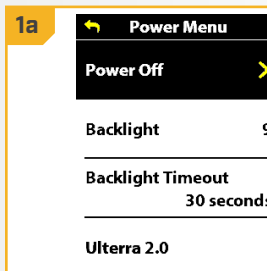 1a
Power Menu
Power Off
Backlight
Backlight Timeout
30 seconds
Ulterra 2.0